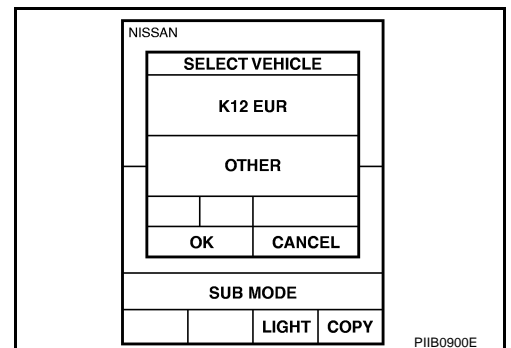 NISSAN
SELECT VEHICLE
K12 EUR
OTHER
OK CANCEL
SUB MODE
LIGHT COPY
PIIB0900E